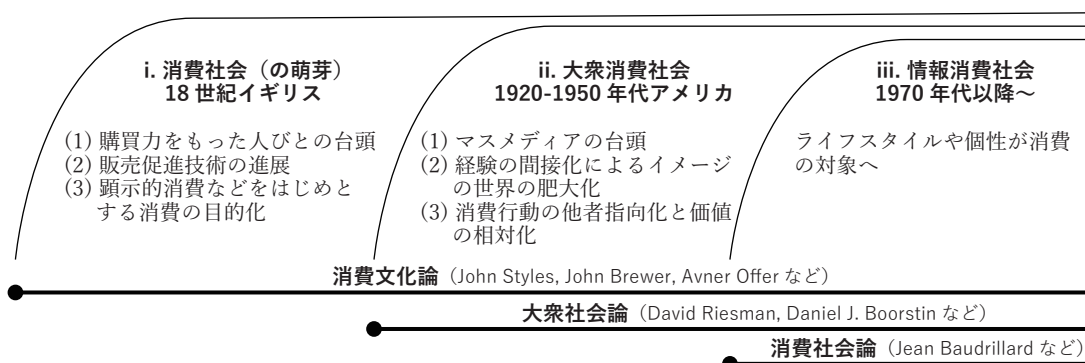 i. 消費社会（の萌芽）
18 世紀イギリス
(1) 購買力をもった人びとの台頭
(2) 販売促進技術の進展
(3) 顕示的消費などをはじめと
する消費の目的化
ii. 大衆消費社会
1920-1950 年代アメリカ
(1) マスメディアの台頭
(2) 経験の間接化によるイメージ
の世界の肥大化
(3) 消費行動の他者指向化と価値
の相対化
iii. 情報消費社会
1970 年代以降〜
ライフスタイルや個性が消費
の対象へ
消費文化論（John Styles, John Brewer, Avner Offer など）
大衆社会論（David Riesman, Daniel J. Boorstin など）
消費社会論（Jean Baudrillard など）